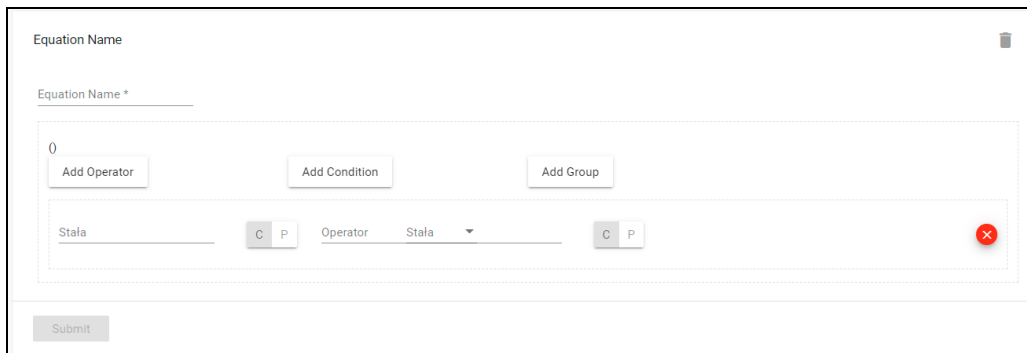 Equation Name
Equation Name *
()
Add Operator Add Condition Add Group
Stała C P Operator Stała C P
Submit